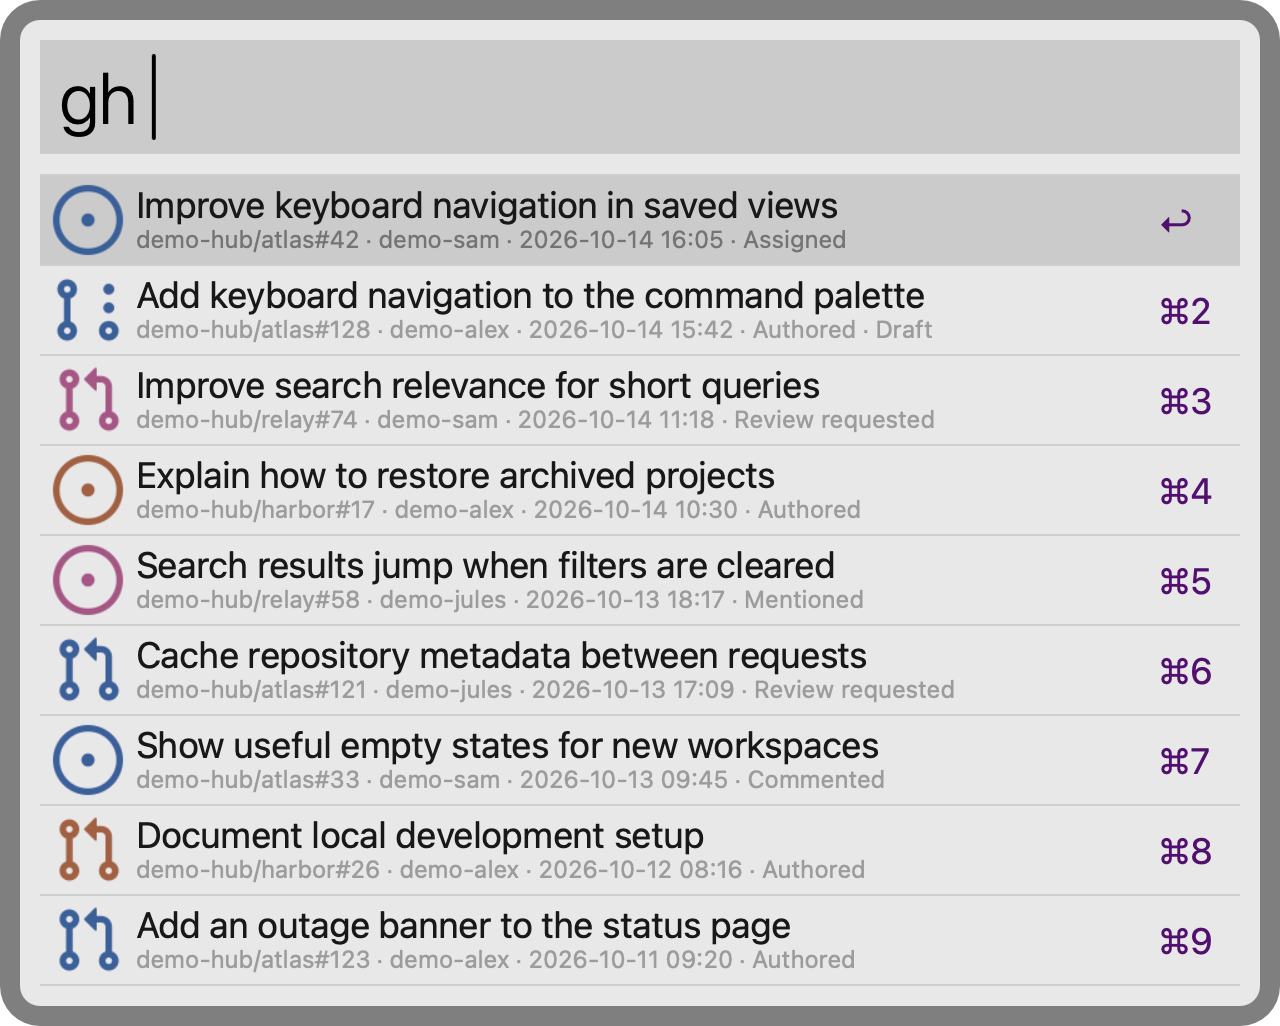 gh
Improve keyboard navigation in saved views
demo-hub/atlas#42 · demo-sam · 2026-10-14 16:05 · Assigned
↩
Add keyboard navigation to the command palette
demo-hub/atlas#128 · demo-alex · 2026-10-14 15:42 · Authored · Draft
⌘2
Improve search relevance for short queries
demo-hub/relay#74 · demo-sam · 2026-10-14 11:18 · Review requested
⌘3
Explain how to restore archived projects
demo-hub/harbor#17 · demo-alex · 2026-10-14 10:30 · Authored
⌘4
Search results jump when filters are cleared
demo-hub/relay#58 · demo-jules · 2026-10-13 18:17 · Mentioned
⌘5
Cache repository metadata between requests
demo-hub/atlas#121 · demo-jules · 2026-10-13 17:09 · Review requested
⌘6
Show useful empty states for new workspaces
demo-hub/atlas#33 · demo-sam · 2026-10-13 09:45 · Commented
⌘7
Document local development setup
demo-hub/harbor#26 · demo-alex · 2026-10-12 08:16 · Authored
⌘8
Add an outage banner to the status page
demo-hub/atlas#123 · demo-alex · 2026-10-11 09:20 · Authored
⌘9